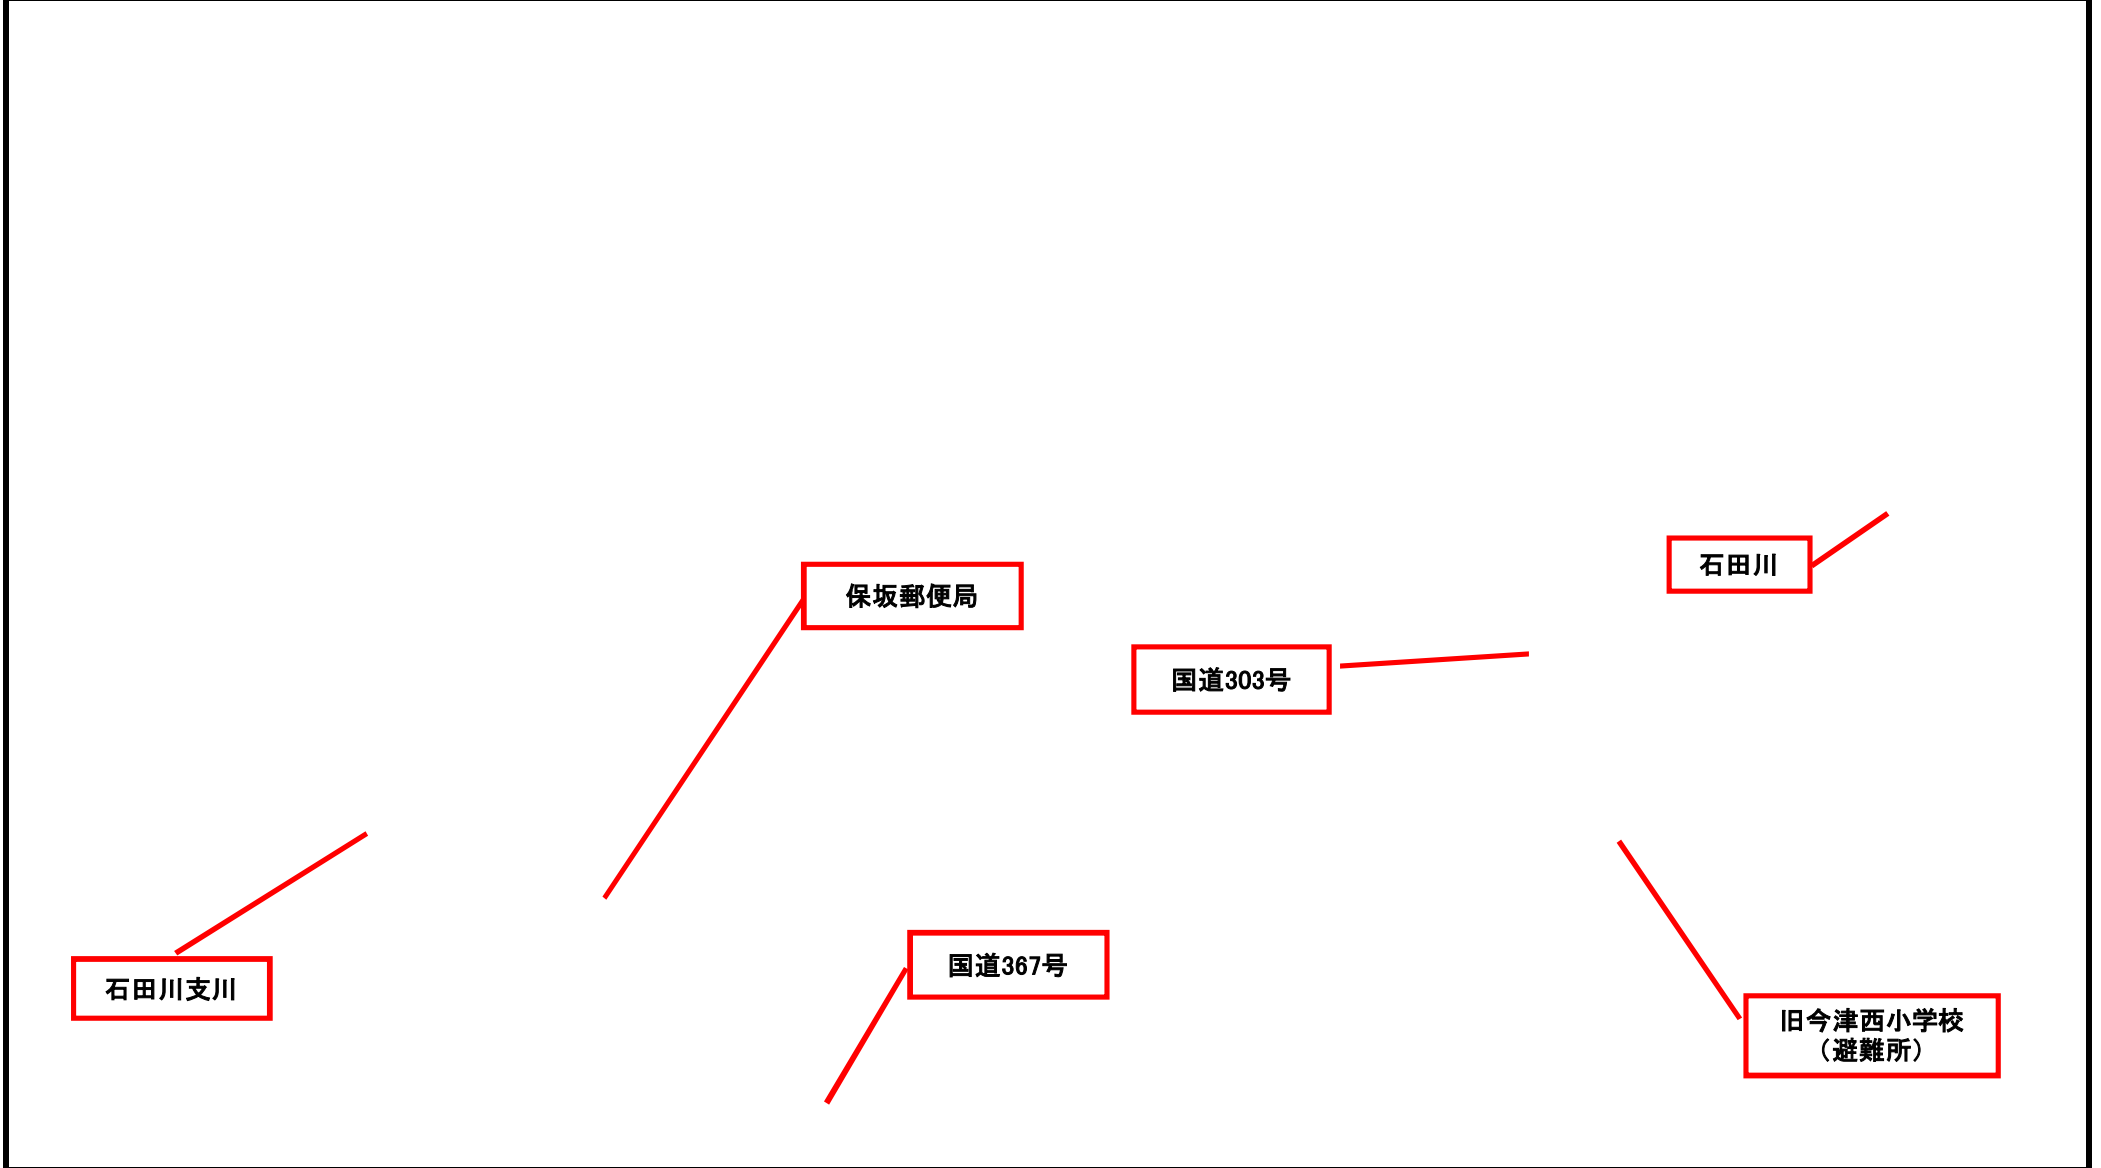 石田川
保坂郵便局
国道303号
国道367号
石田川支川
旧今津西小学校
（避難所）